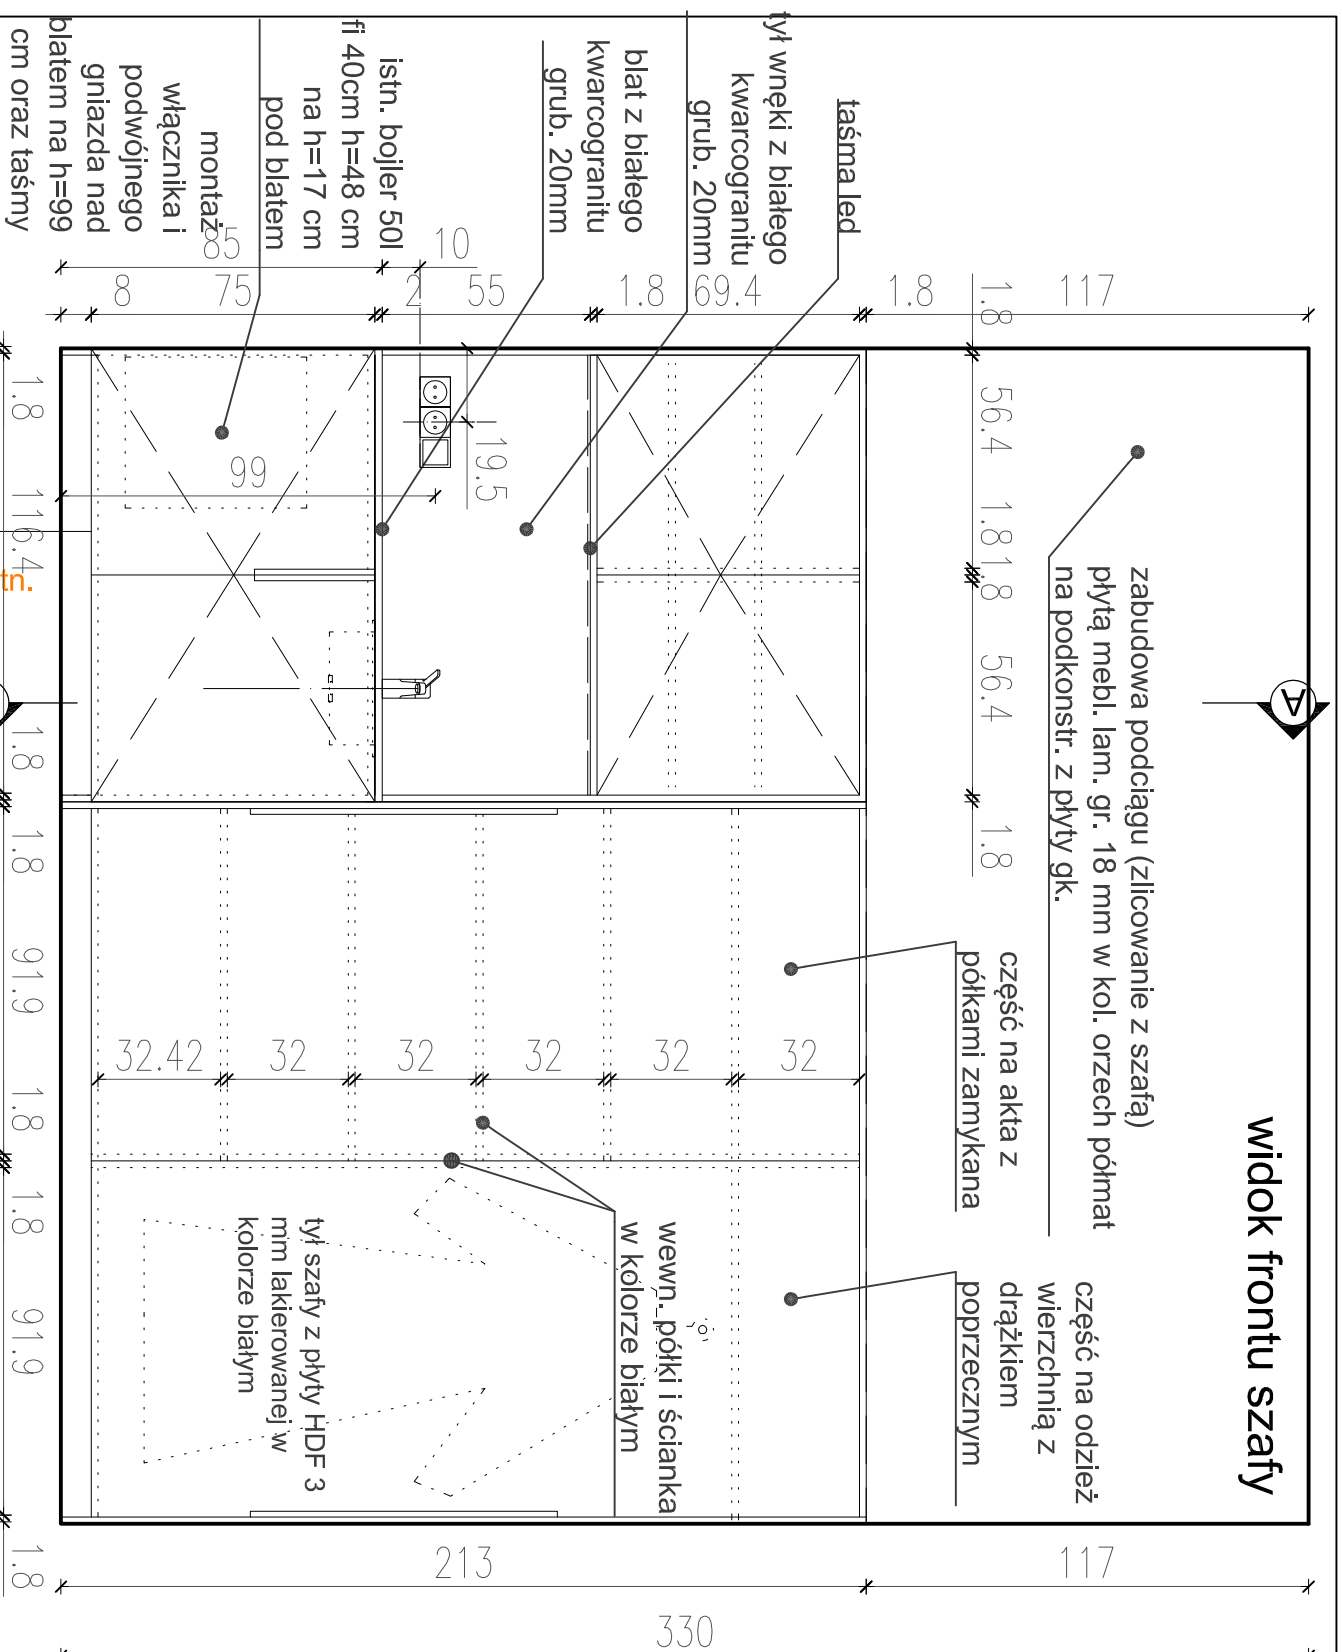 widok frontu szafy
zabudowa podciągu (zlicowanie z szafą)
płytą mebl. lam. gr. 18 mm w kol. orzech półmat
na podkonstr. z płyty gk.
część na odzież
wierzchnią z
drążkiem
poprzecznym
część na akta z
półkami zamykana
taśma led
tył wnęki z białego
kwarcogranitu
grub. 20mm
blat z białego
kwarcogranitu
grub. 20mm
istn. bojler 50l
fi 40cm h=48 cm
na h=17 cm
pod blatem
montaż
włącznika i
podwójnego
gniazda nad
blatem na h=99
cm oraz taśmy
wewn. półki i ścianka
w kolorze białym
tył szafy z płyty HDF 3
mm lakierowanej w
kolorze białym
A
tn.
117
1.8
69.4
1.8
55
2
75
8
10
85
1.8
56.4
1.8
1.8
56.4
1.8
19.5
99
32
32
32
32
32
32.42
1.8
116.4
1.8
1.8
91.9
1.8
1.8
91.9
1.8
117
213
330